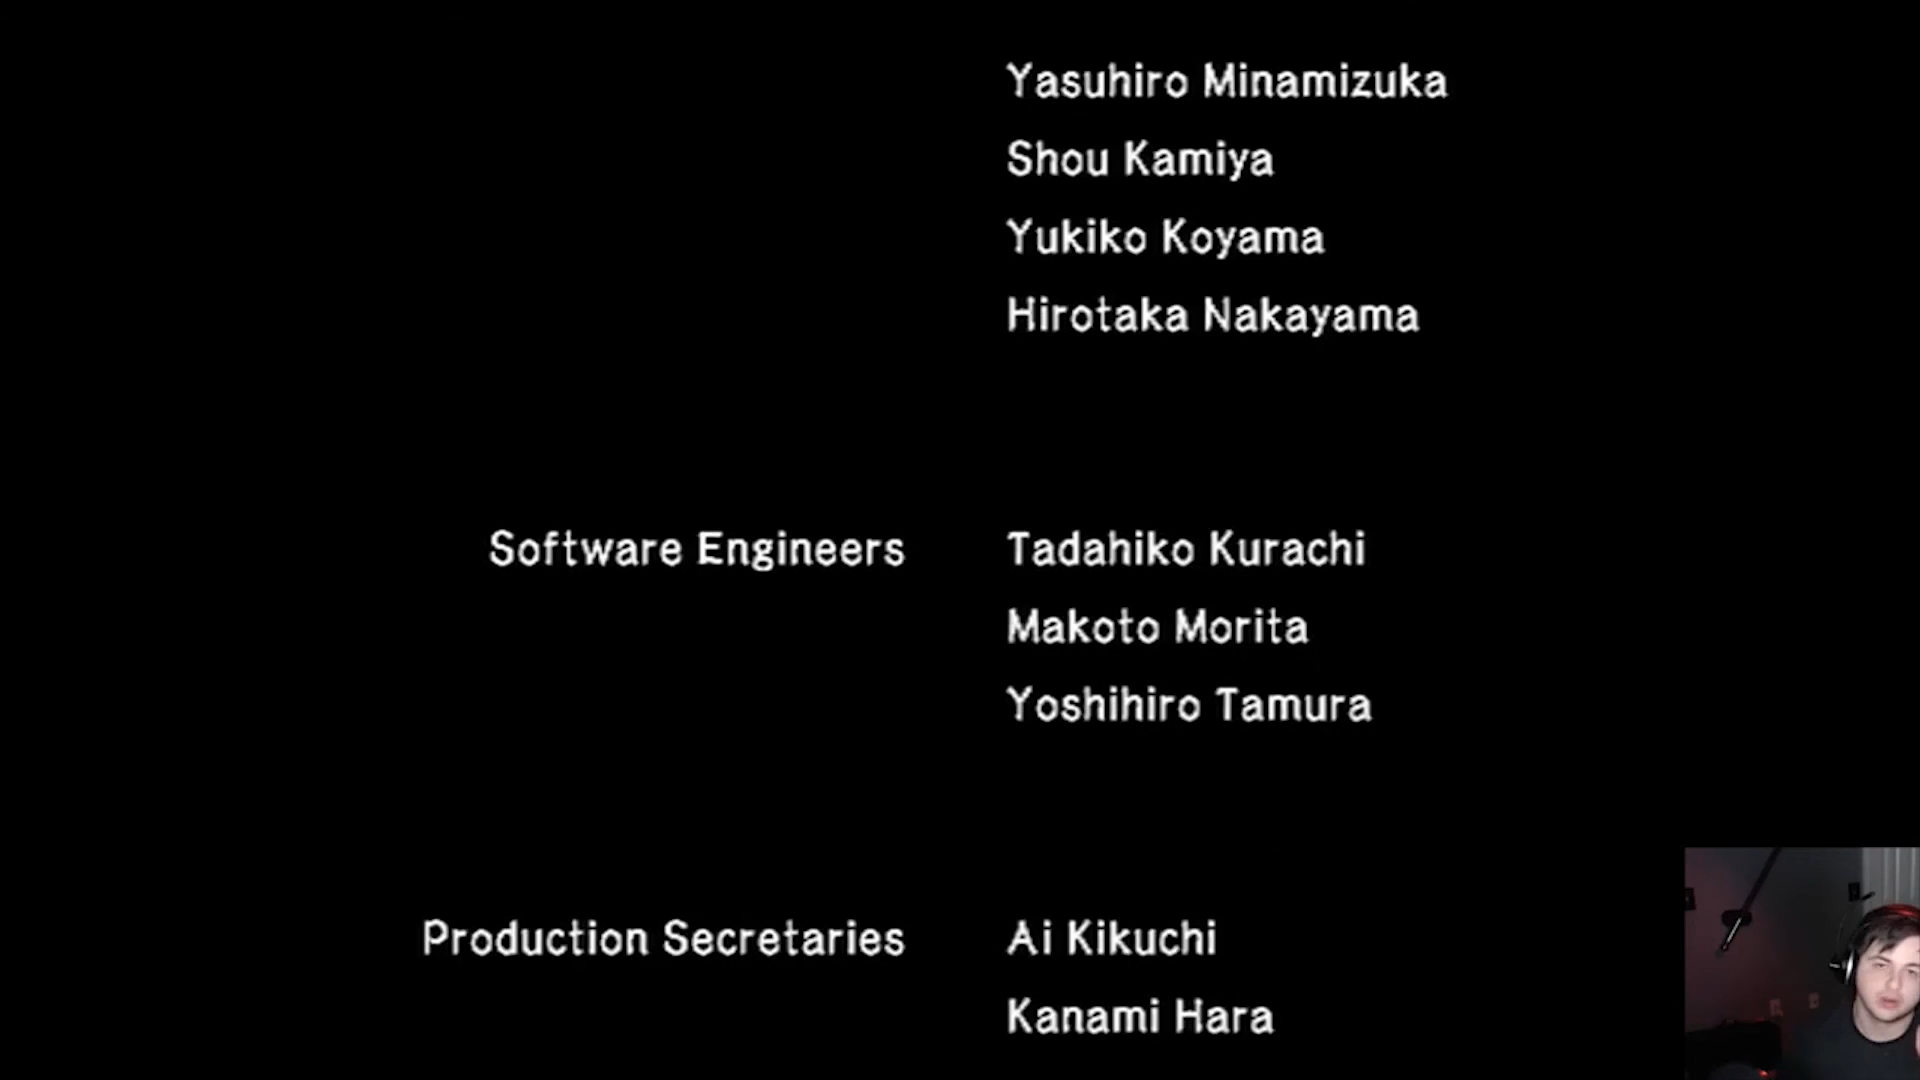 Yasuhiro Minamizuka
Shou Kamiya
Yukiko Koyama
Hirotaka Nakayama
Software Engineers Tadahiko Kurachi
Makoto Morita
Yoshihiro Tamura
Production Secretaries Ai Kikuchi
Kanami Hara